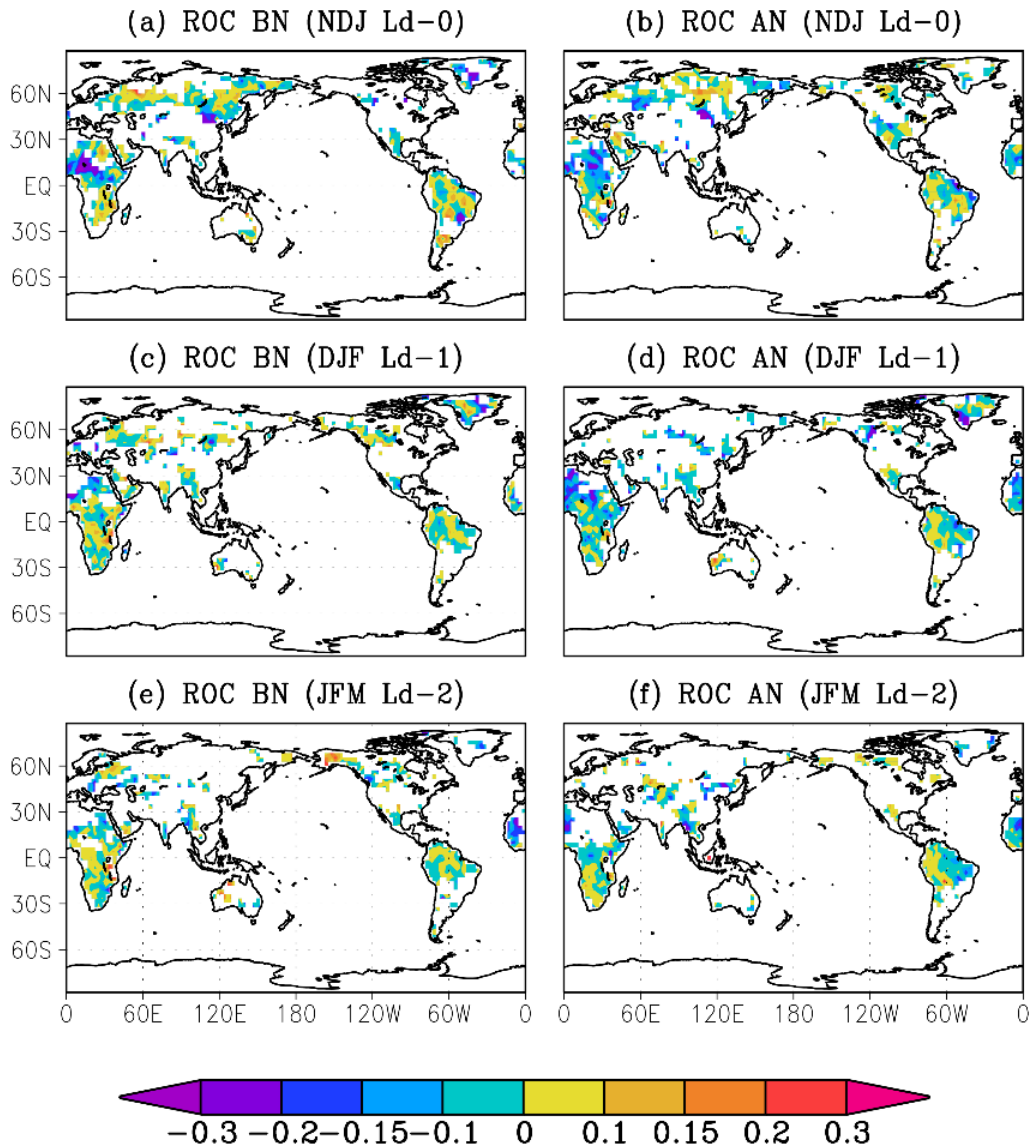 (a) ROC BN (NDJ Ld-0) (b) ROC AN (NDJ Ld-0)
60N
30N
EQ
30S
60S
(c) ROC BN (DJF Ld-1) (d) ROC AN (DJF Ld-1)
60N
30N
EQ
30S
60S
(e) ROC BN (JFM Ld-2) (f) ROC AN (JFM Ld-2)
60N
30N
EQ
30S
60S
0 60E 120E 180 120W 60W 0 0 60E 120E 180 120W 60W 0
-0.3 -0.2 -0.15 -0.1 0 0.1 0.15 0.2 0.3